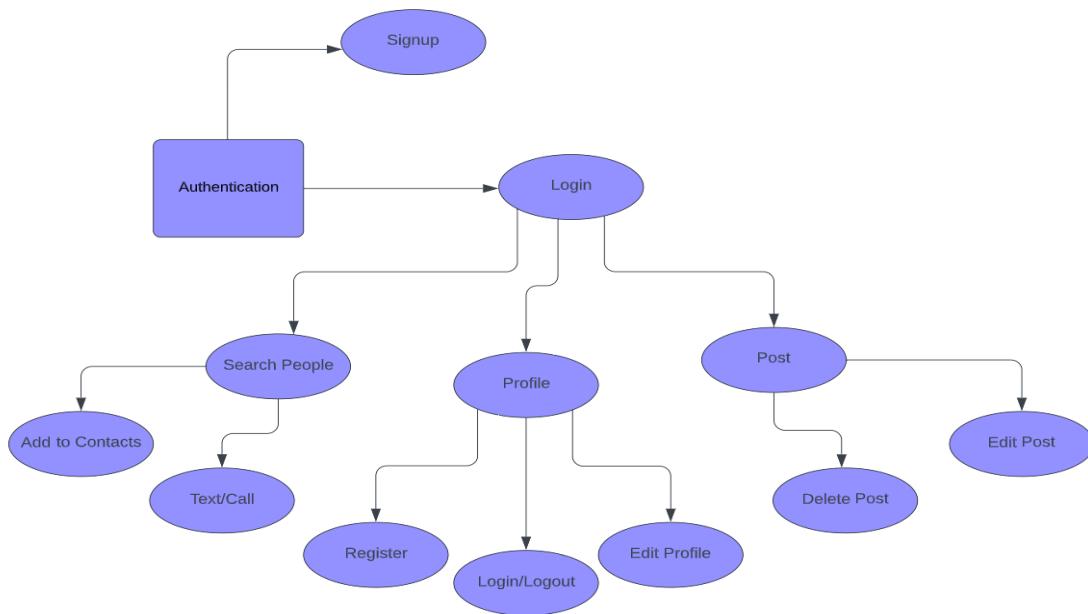 Signup
Authentication
Login
Search People
Profile
Post
Add to Contacts
Text/Call
Edit Post
Delete Post
Register
Login/Logout
Edit Profile